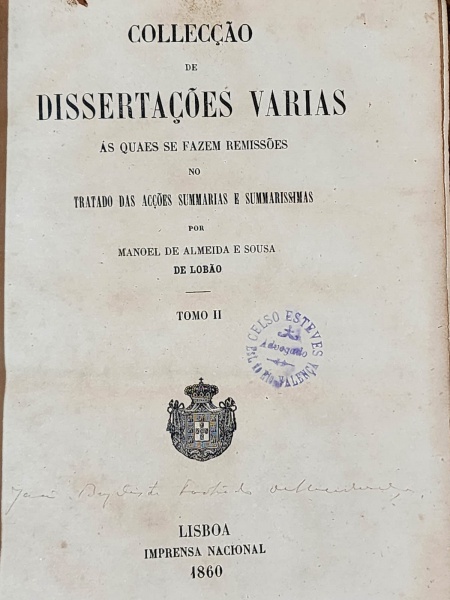 COLLECÇÃO
DE
DISSERTAÇÕES VARIAS
ÁS QUAES SE FAZEM REMISSÕES
NO
TRATADO DAS ACÇÕES SUMMARIAS E SUMMARISSIMAS
POR
MANOEL DE ALMEIDA E SOUSA
DE LOBÃO
TOMO II
CELSO ESTEVES
Advogado
VALENÇA
LISBOA
IMPRENSA NACIONAL
1860